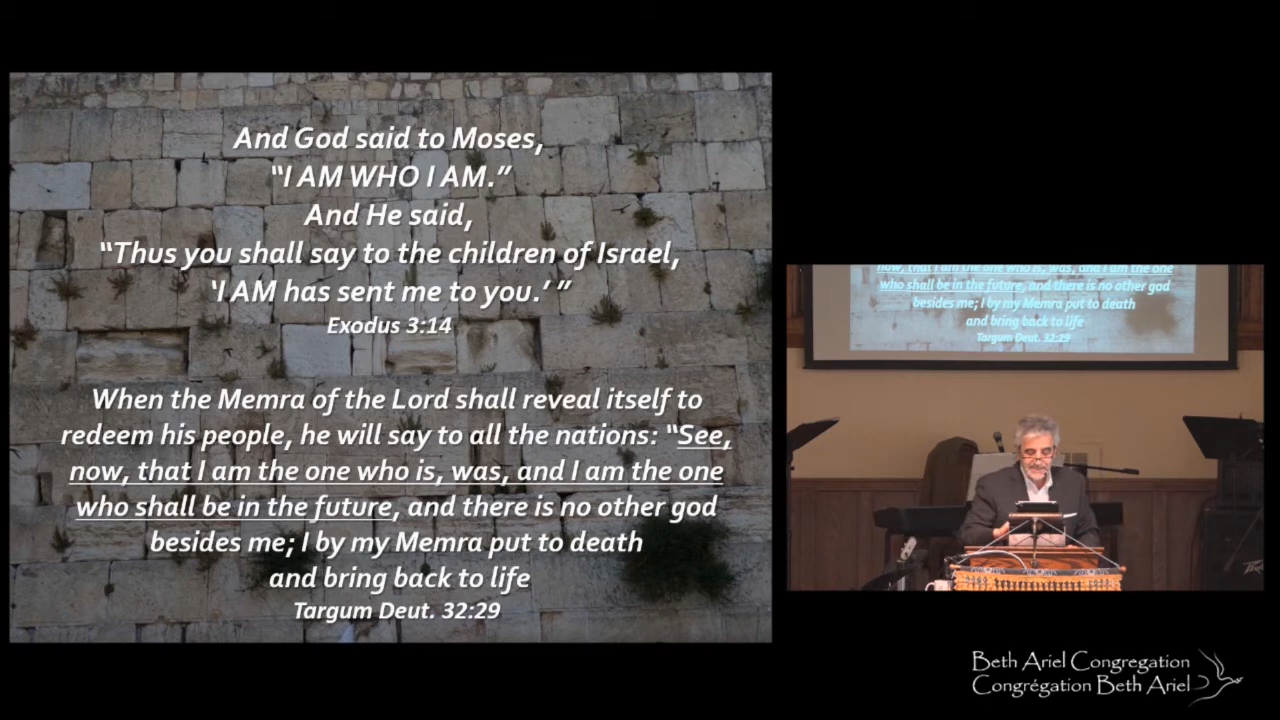 And God said to Moses,
“I AM WHO I AM.”
And He said,
“Thus you shall say to the children of Israel,
‘I AM has sent me to you.’ ”
Exodus 3:14
When the Memra of the Lord shall reveal itself to
redeem his people, he will say to all the nations: “See,
now, that I am the one who is, was, and I am the one
who shall be in the future, and there is no other god
besides me; I by my Memra put to death
and bring back to life
Targum Deut. 32:29
now, that I am the one who is, was, and I am the one
who shall be in the future, and there is no other god
besides me; I by my Memra put to death
and bring back to life
Targum Deut. 32:29
Beth Ariel Congregation
Congrégation Beth Ariel